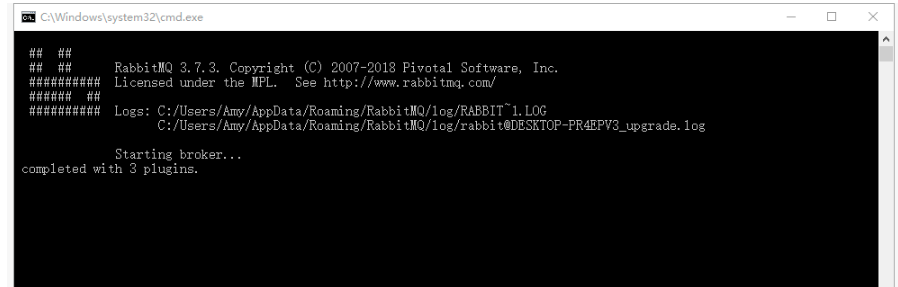 C:\Windows\system32\cmd.exe
## ##
## ## RabbitMQ 3.7.3. Copyright (C) 2007-2018 Pivotal Software, Inc.
########## Licensed under the MPL. See http://www.rabbitmq.com/
###### ##
########## Logs: C:/Users/Amy/AppData/Roaming/RabbitMQ/log/RABBIT~1.LOG
C:/Users/Amy/AppData/Roaming/RabbitMQ/log/rabbit@DESKTOP-PR4EPV3_upgrade.log
Starting broker...
completed with 3 plugins.